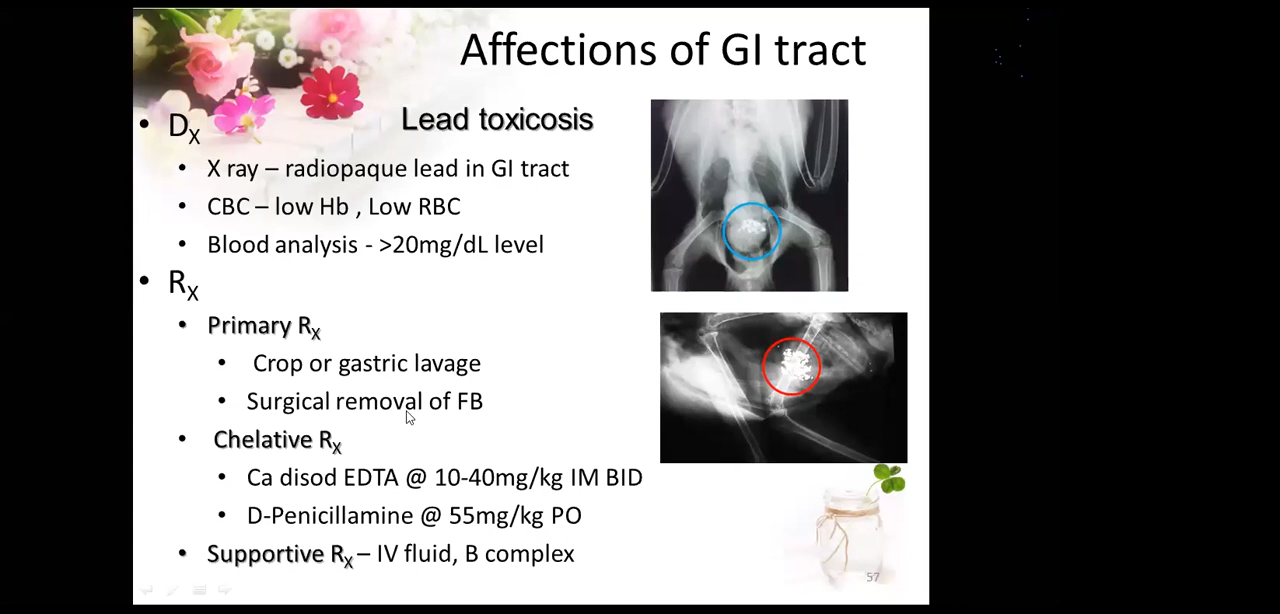 Affections of GI tract
Lead toxicosis
• Dx
• X ray – radiopaque lead in GI tract
• CBC – low Hb , Low RBC
• Blood analysis - >20mg/dL level
• Rx
• Primary Rx
• Crop or gastric lavage
• Surgical removal of FB
• Chelative Rx
• Ca disod EDTA @ 10-40mg/kg IM BID
• D-Penicillamine @ 55mg/kg PO
• Supportive Rx – IV fluid, B complex
57